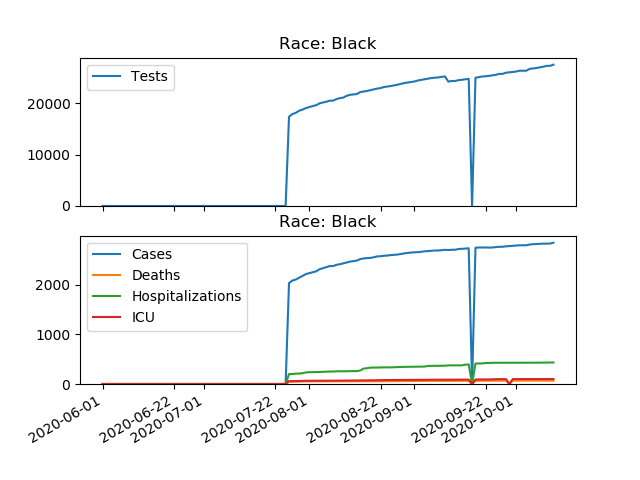 Race: Black
Tests
20000
10000
0
Race: Black
Cases
Deaths
Hospitalizations
ICU
2000
1000
0
2020-06-01
2020-06-22
2020-07-01
2020-07-22
2020-08-01
2020-08-22
2020-09-01
2020-09-22
2020-10-01